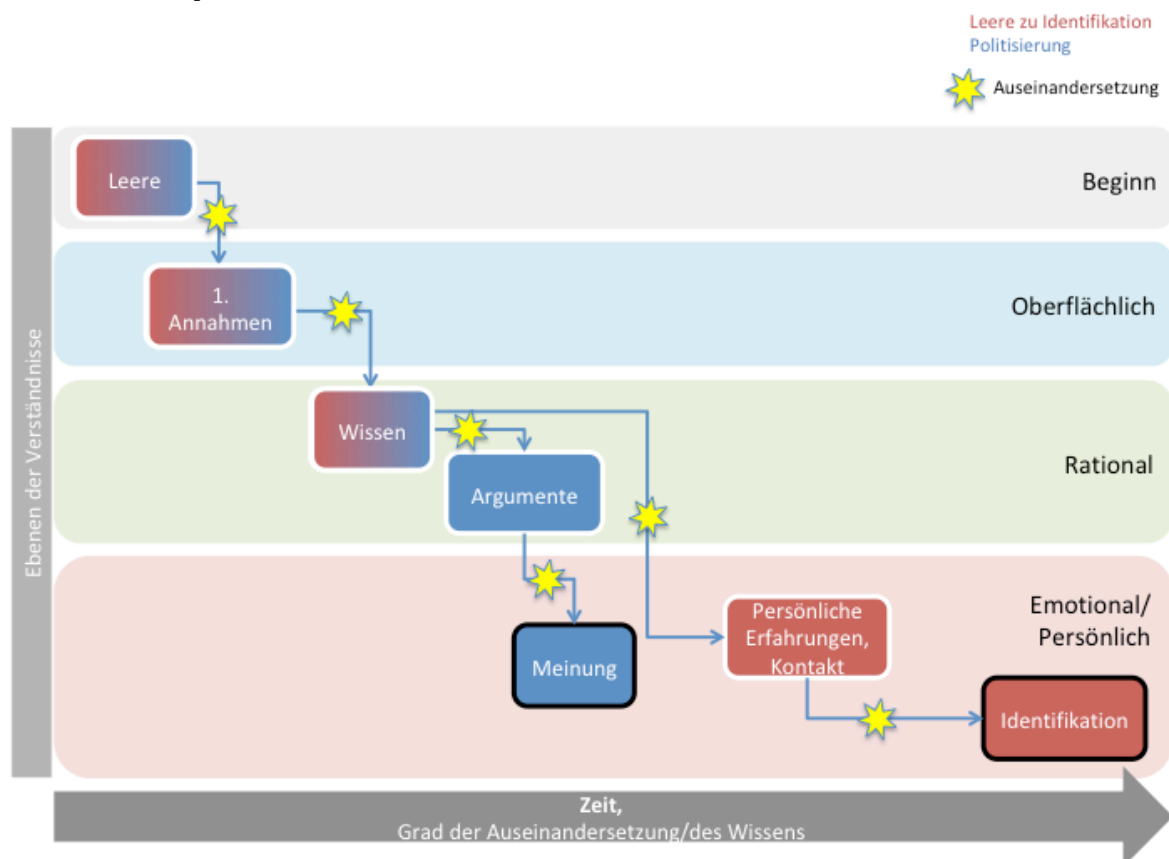 Leere zu Identifikation
Politisierung
Auseinandersetzung
Ebenen der Verständnisse
Leere
Beginn
1.
Annahmen
Oberflächlich
Wissen
Argumente
Rational
Meinung
Persönliche
Erfahrungen,
Kontakt
Emotional/
Persönlich
Identifikation
Zeit,
Grad der Auseinandersetzung/des Wissens